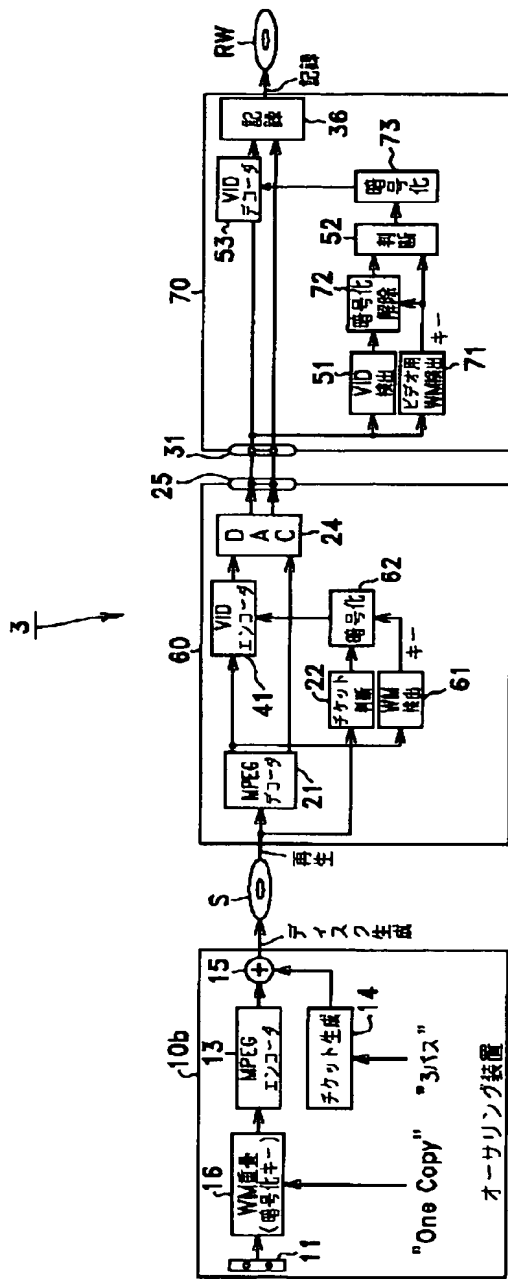 3
10b
11
16
WM重畳
(暗号化キー)
"One Copy"
13
MPEG
エンコーダ
15
チケット生成
14
"3パス"
オーサリング装置
ディスク生成
S
再生
60
MPEG
デコーダ
21
VID
エンコーダ
41
D A C
24
25
チケット
判断
22
WM
検出
61
暗号化
62
キー
70
31
VID
デコーダ
53
記録
36
記録
RW
VID
検出
51
ビデオ用
WM検出
71
暗号化
解除
72
キー
判断
52
暗号化
73